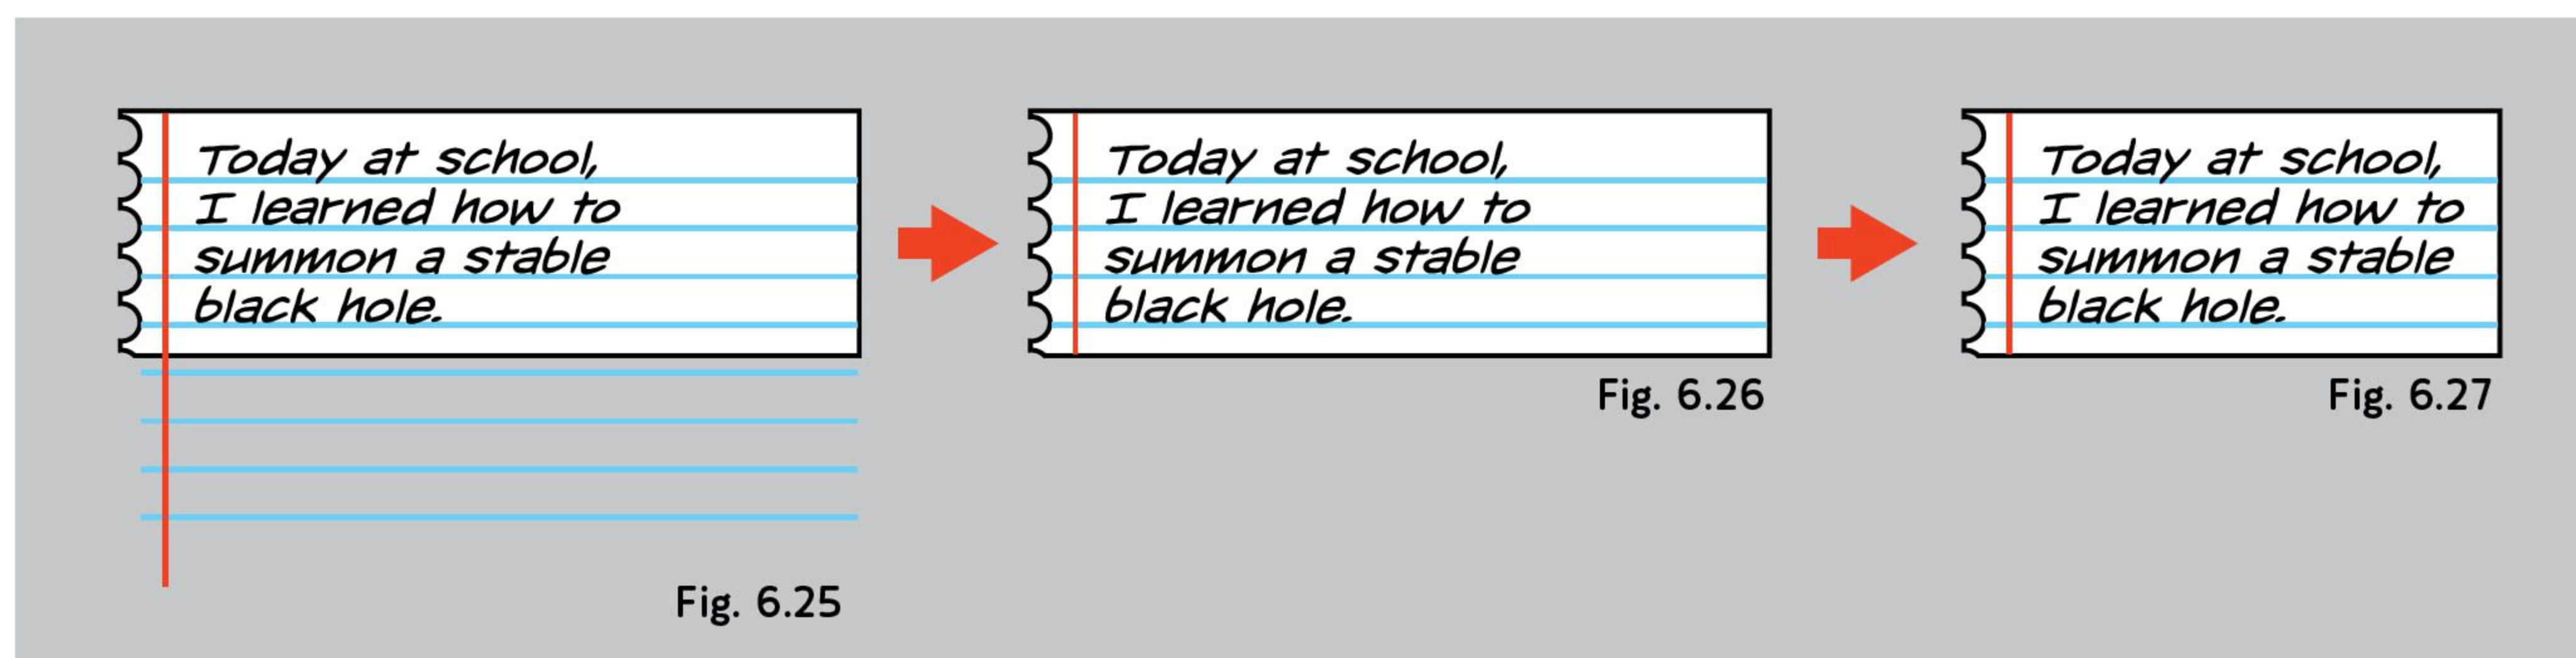 Today at school,
I learned how to
summon a stable
black hole.
Fig. 6.25
Today at school,
I learned how to
summon a stable
black hole.
Fig. 6.26
Today at school,
I learned how to
summon a stable
black hole.
Fig. 6.27